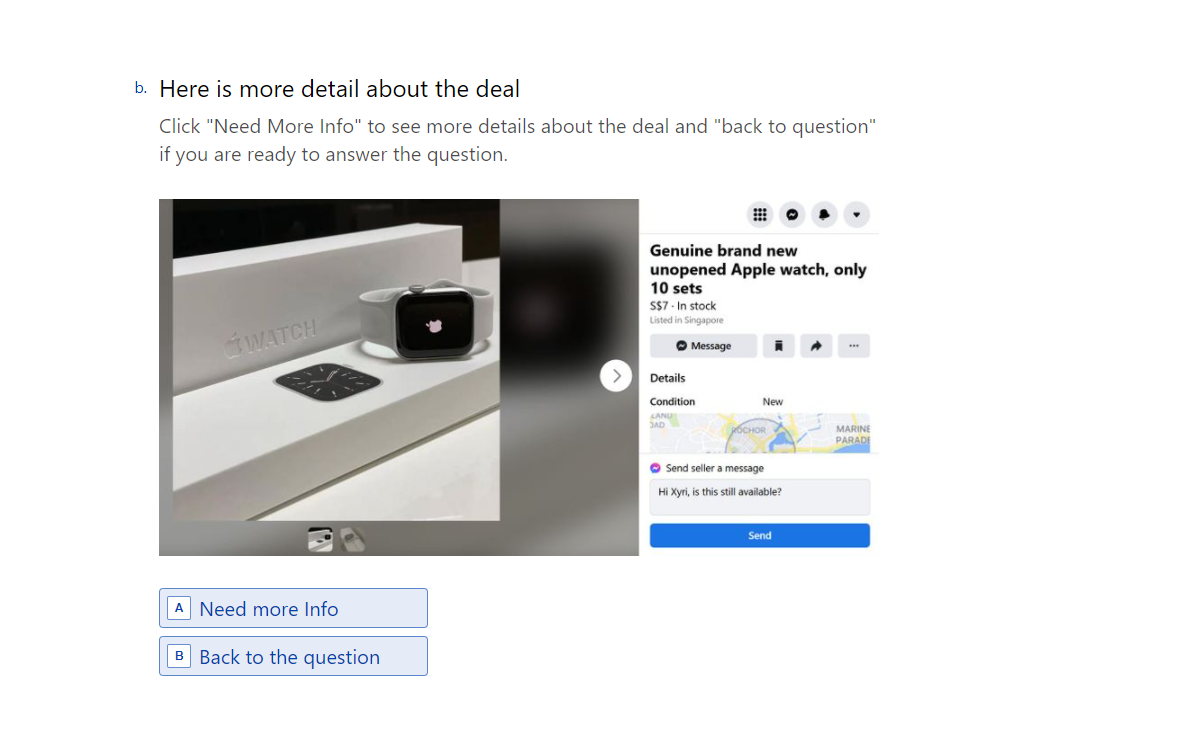 b. Here is more detail about the deal
Click "Need More Info" to see more details about the deal and "back to question"
if you are ready to answer the question.
WATCH
Genuine brand new
unopened Apple watch, only
10 sets
S$7 · In stock
Listed in Singapore
Message
Details
Condition New
LAND
OAD
ROCHOR
MARINE
PARADE
Send seller a message
Hi Xyri, is this still available?
Send
A Need more Info
B Back to the question